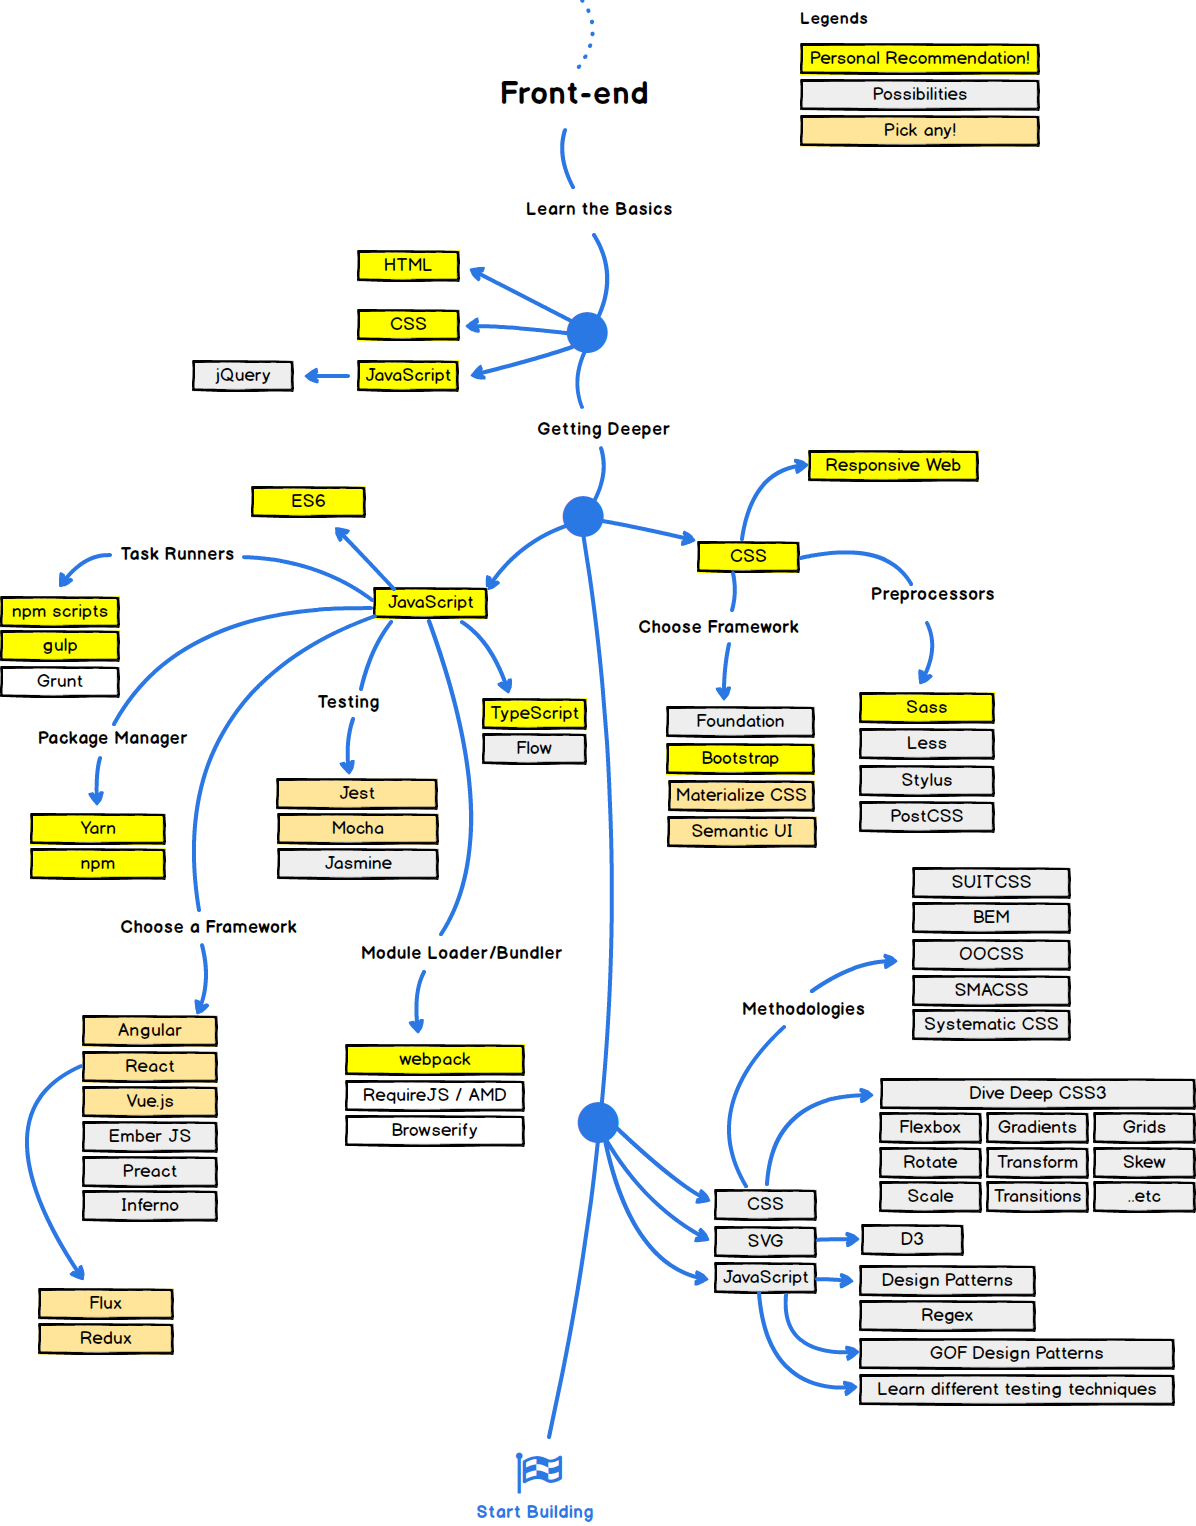 Legends
Personal Recommendation!
Possibilities
Pick any!
Front-end
Learn the Basics
HTML
CSS
JavaScript
jQuery
Getting Deeper
Responsive Web
ES6
Task Runners
CSS
JavaScript
Preprocessors
npm scripts
gulp
Grunt
Choose Framework
Testing
TypeScript
Flow
Foundation
Bootstrap
Materialize CSS
Semantic UI
Sass
Less
Stylus
PostCSS
Package Manager
Yarn
npm
Jest
Mocha
Jasmine
SUITCSS
BEM
OOCSS
SMACSS
Systematic CSS
Choose a Framework
Module Loader/Bundler
Methodologies
Angular
React
Vue.js
Ember JS
Preact
Inferno
webpack
RequireJS / AMD
Browserify
Dive Deep CSS3
Flexbox Gradients Grids
Rotate Transform Skew
Scale Transitions ..etc
CSS
SVG
JavaScript
D3
Design Patterns
Regex
GOF Design Patterns
Learn different testing techniques
Flux
Redux
Start Building